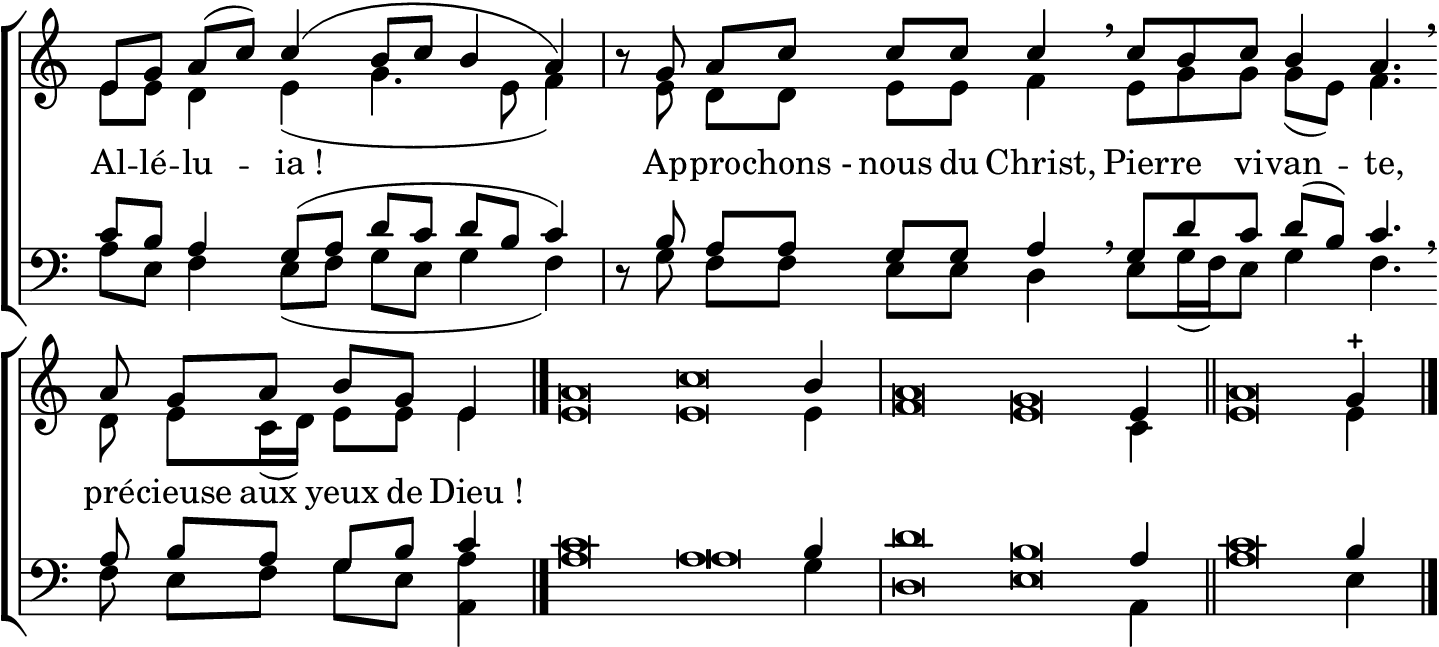 Al -- lé -- lu -- ia ! Approchons - nous du Christ, Pierre vivan -- te,
précieuse aux yeux de Dieu !